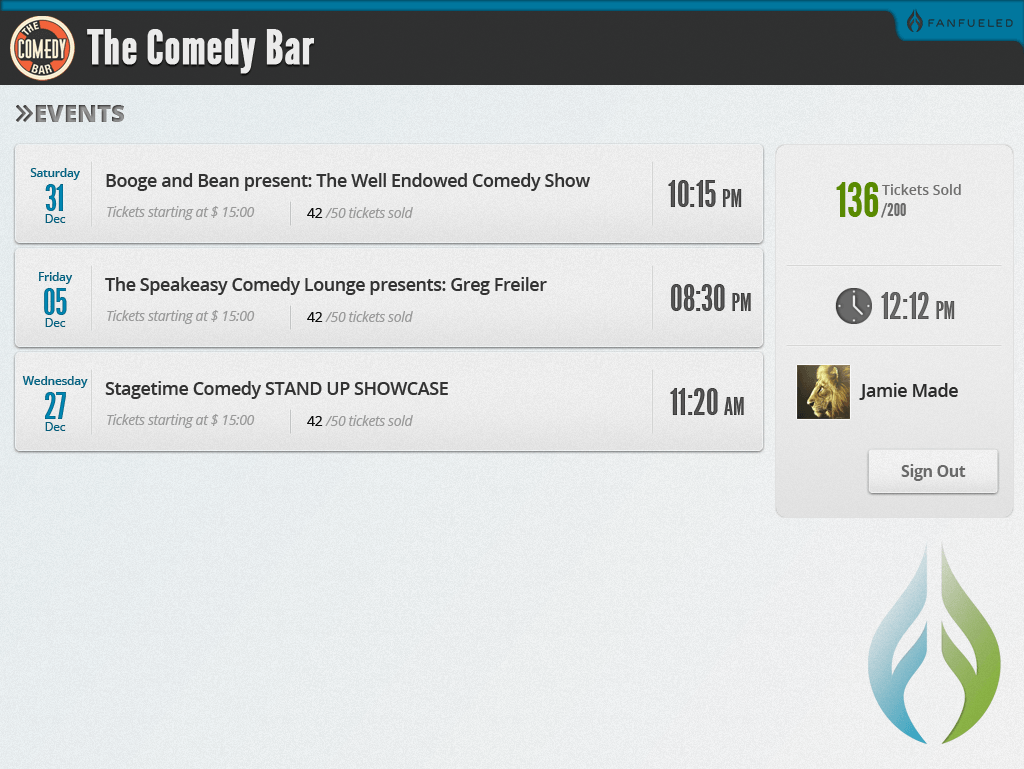 THE
COMEDY
BAR
The Comedy Bar
FANFUELED
»EVENTS
Saturday
31
Dec
Booge and Bean present: The Well Endowed Comedy Show
Tickets starting at $ 15:00
42 /50 tickets sold
10:15 PM
Friday
05
Dec
The Speakeasy Comedy Lounge presents: Greg Freiler
Tickets starting at $ 15:00
42 /50 tickets sold
08:30 PM
Wednesday
27
Dec
Stagetime Comedy STAND UP SHOWCASE
Tickets starting at $ 15:00
42 /50 tickets sold
11:20 AM
136 Tickets Sold
/200
12:12 PM
Jamie Made
Sign Out